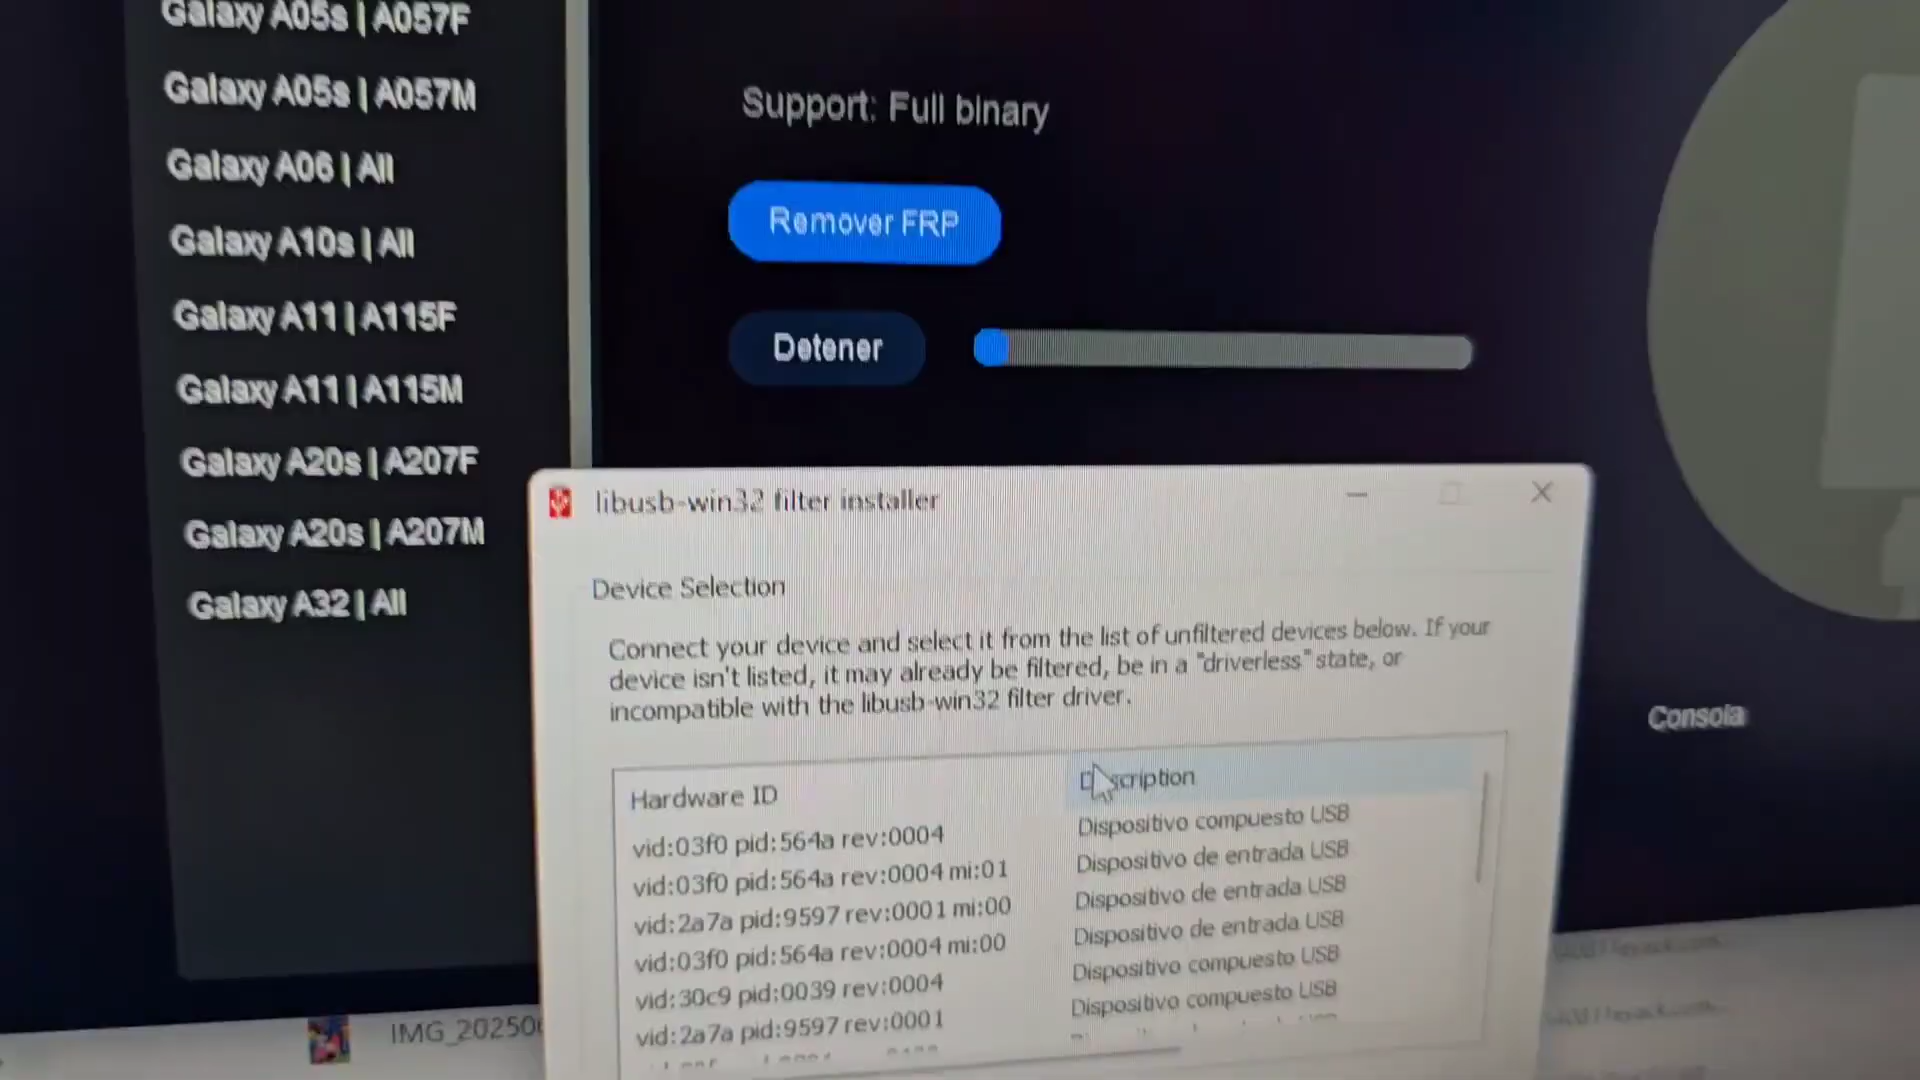 Galaxy A05s | A057F
Galaxy A05s | A057M
Galaxy A06 | All
Galaxy A10s | All
Galaxy A11 | A115F
Galaxy A11 | A115M
Galaxy A20s | A207F
Galaxy A20s | A207M
Galaxy A32 | All
Support: Full binary
Remover FRP
Detener
Consola
libusb-win32 filter installer
Device Selection
Connect your device and select it from the list of unfiltered devices below. If your
device isn't listed, it may already be filtered, be in a "driverless" state, or
incompatible with the libusb-win32 filter driver.
Hardware ID Description
vid:03f0 pid:564a rev:0004 Dispositivo compuesto USB
vid:03f0 pid:564a rev:0004 mi:01 Dispositivo de entrada USB
vid:2a7a pid:9597 rev:0001 mi:00 Dispositivo de entrada USB
vid:03f0 pid:564a rev:0004 mi:00 Dispositivo de entrada USB
vid:30c9 pid:0039 rev:0004 Dispositivo compuesto USB
vid:2a7a pid:9597 rev:0001 Dispositivo compuesto USB